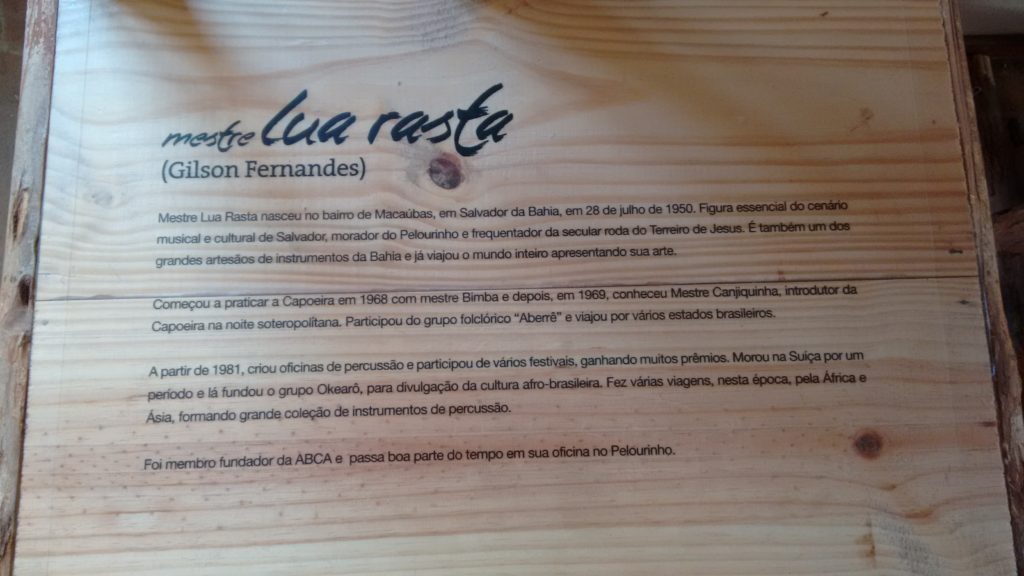 mestre lua rasta
(Gilson Fernandes)
Mestre Lua Rasta nasceu no bairro de Macaúbas, em Salvador da Bahia, em 28 de julho de 1950. Figura essencial do cenário
musical e cultural de Salvador, morador do Pelourinho e frequentador da secular roda do Terreiro de Jesus. É também um dos
grandes artesãos de instrumentos da Bahia e já viajou o mundo inteiro apresentando sua arte.
Começou a praticar a Capoeira em 1968 com mestre Bimba e depois, em 1969, conheceu Mestre Canjiquinha, introdutor da
Capoeira na noite soteropolitana. Participou do grupo folclórico “Aberrê” e viajou por vários estados brasileiros.
A partir de 1981, criou oficinas de percussão e participou de vários festivais, ganhando muitos prêmios. Morou na Suiça por um
período e lá fundou o grupo Okearô, para divulgação da cultura afro-brasileira. Fez várias viagens, nesta época, pela África e
Ásia, formando grande coleção de instrumentos de percussão.
Foi membro fundador da ABCA e passa boa parte do tempo em sua oficina no Pelourinho.